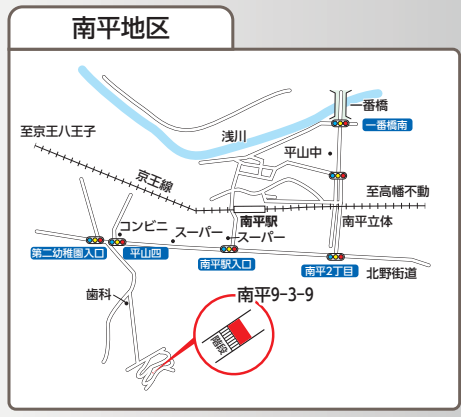 南平地区
一番橋
一番橋南
浅川
至京王八王子
平山中
京王線
至高幡不動
南平駅
南平立体
コンビニ
スーパー
スーパー
第二幼稚園入口
平山四
南平駅入口
南平2丁目
北野街道
歯科
南平9-3-9
階段